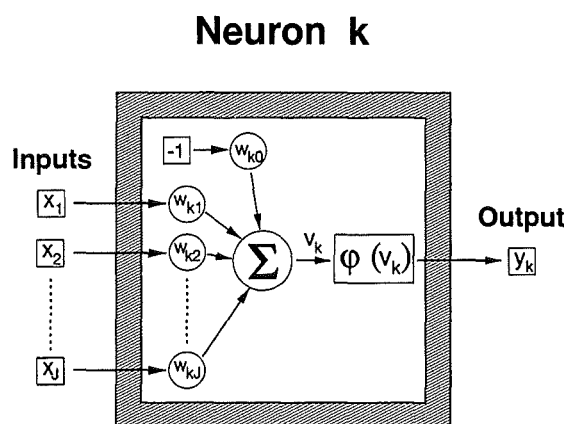 Neuron k
Inputs
-1
w_k0
x_1
w_k1
Output
x_2
w_k2
Σ
v_k
φ (v_k)
y_k
x_J
w_kJ